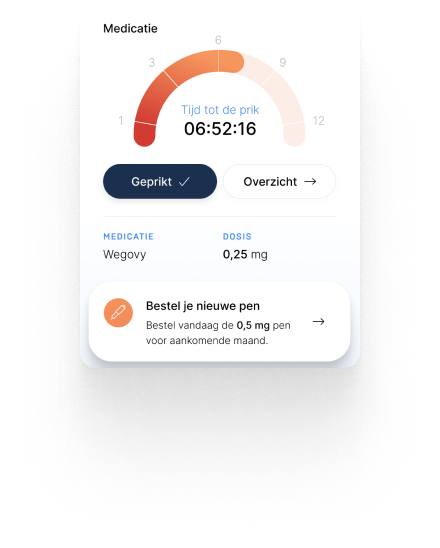 Medicatie
6
3
9
1
12
Tijd tot de prik
06:52:16
Geprikt
Overzicht →
MEDICATIE
DOSIS
Wegovy
0,25 mg
Bestel je nieuwe pen
Bestel vandaag de 0,5 mg pen
voor aankomende maand.
→